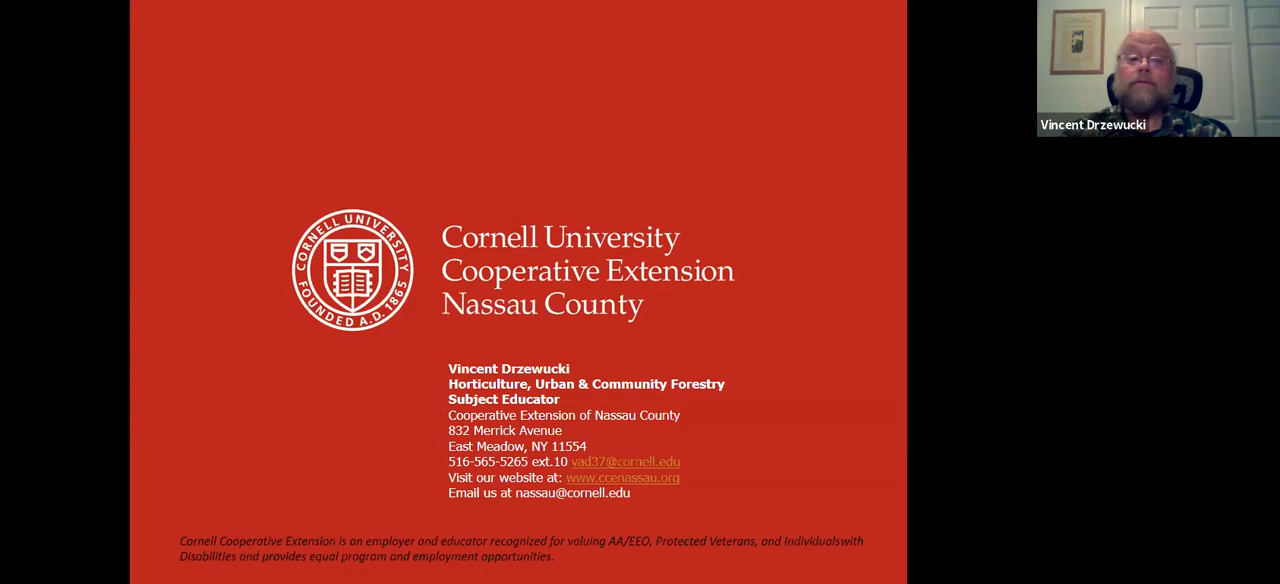 Vincent Drzewucki
CORNELL UNIVERSITY
FOUNDED A.D. 1865
Cornell University
Cooperative Extension
Nassau County
Vincent Drzewucki
Horticulture, Urban & Community Forestry
Subject Educator
Cooperative Extension of Nassau County
832 Merrick Avenue
East Meadow, NY 11554
516-565-5265 ext.10 vad37@cornell.edu
Visit our website at: www.ccenassau.org
Email us at nassau@cornell.edu
Cornell Cooperative Extension is an employer and educator recognized for valuing AA/EEO, Protected Veterans, and Individualswith
Disabilities and provides equal program and employment opportunities.